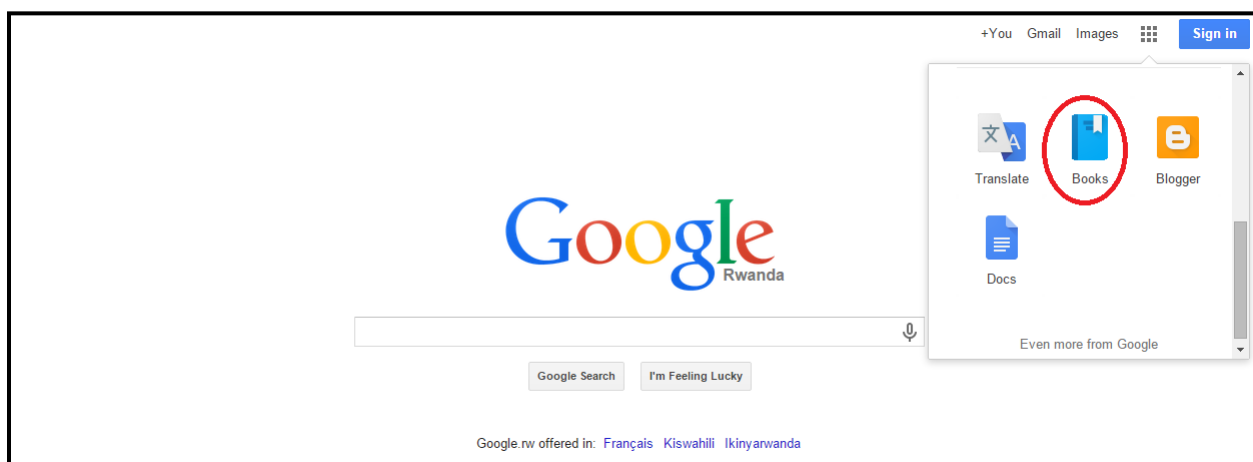 +You Gmail Images Sign in
Translate Books Blogger
Docs
Even more from Google
Google
Rwanda
Google Search I'm Feeling Lucky
Google.rw offered in: Français Kiswahili Ikinyarwanda